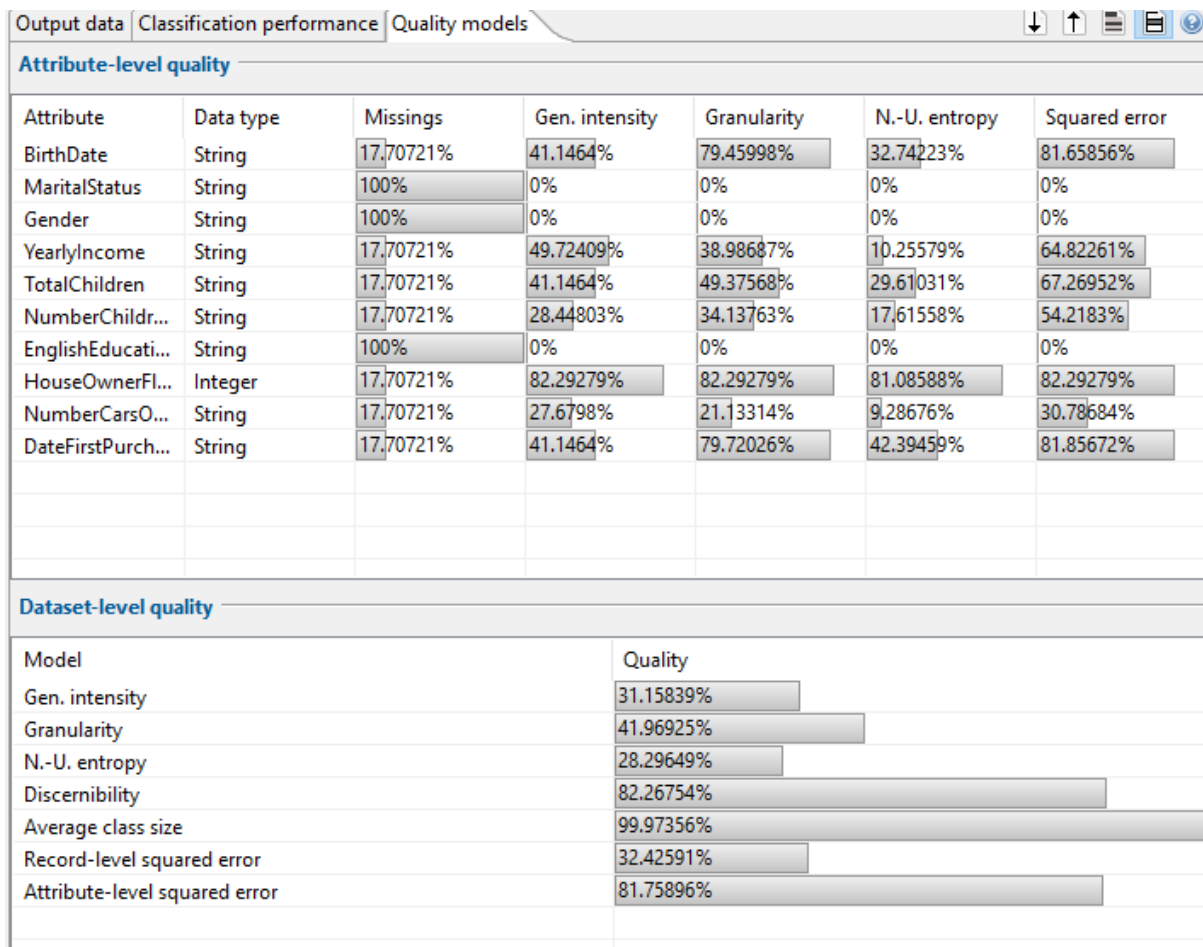 Output data Classification performance Quality models
Attribute-level quality
Attribute Data type Missings Gen. intensity Granularity N.-U. entropy Squared error
BirthDate String 17.70721% 41.1464% 79.45998% 32.74223% 81.65856%
MaritalStatus String 100% 0% 0% 0% 0%
Gender String 100% 0% 0% 0% 0%
YearlyIncome String 17.70721% 49.72409% 38.98687% 10.25579% 64.82261%
TotalChildren String 17.70721% 41.1464% 49.37568% 29.61031% 67.26952%
NumberChildr... String 17.70721% 28.44803% 34.13763% 17.61558% 54.2183%
EnglishEducati... String 100% 0% 0% 0% 0%
HouseOwnerFl... Integer 17.70721% 82.29279% 82.29279% 81.08588% 82.29279%
NumberCarsO... String 17.70721% 27.6798% 21.13314% 9.28676% 30.78684%
DateFirstPurch... String 17.70721% 41.1464% 79.72026% 42.39459% 81.85672%
Dataset-level quality
Model Quality
Gen. intensity 31.15839%
Granularity 41.96925%
N.-U. entropy 28.29649%
Discernibility 82.26754%
Average class size 99.97356%
Record-level squared error 32.42591%
Attribute-level squared error 81.75896%